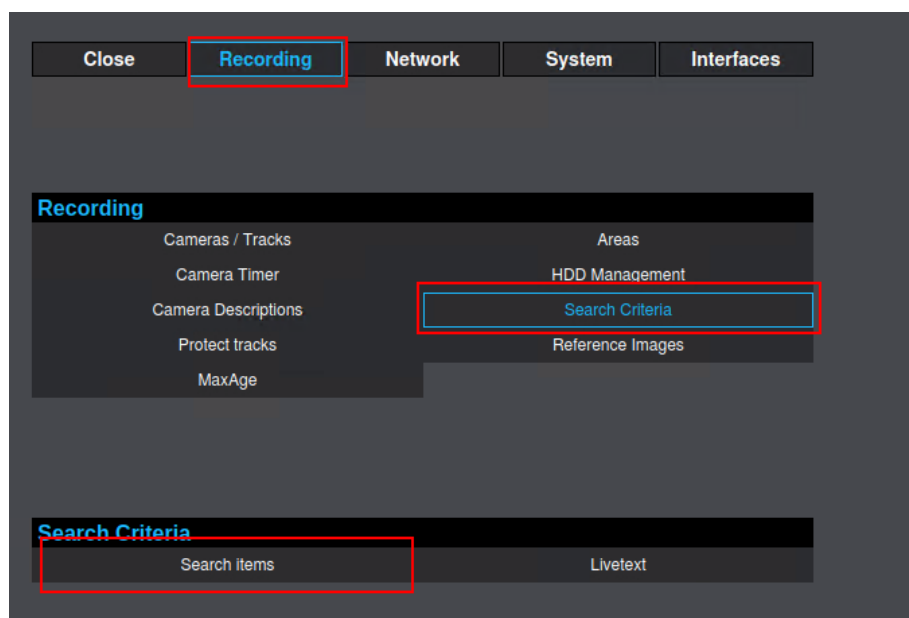 Close Recording Network System Interfaces
Recording
Cameras / Tracks Areas
Camera Timer HDD Management
Camera Descriptions Search Criteria
Protect tracks Reference Images
MaxAge
Search Criteria
Search items Livetext